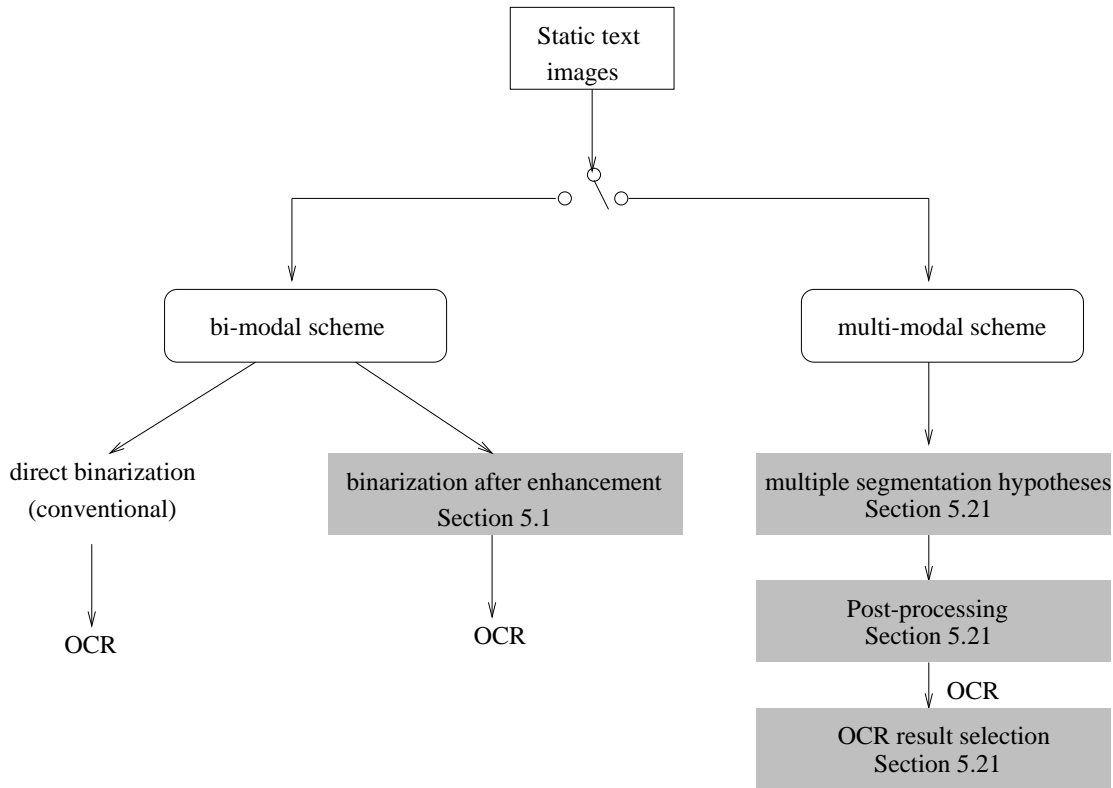 Static text
images
bi-modal scheme
multi-modal scheme
direct binarization
(conventional)
binarization after enhancement
Section 5.1
multiple segmentation hypotheses
Section 5.21
OCR
OCR
Post-processing
Section 5.21
OCR
OCR result selection
Section 5.21